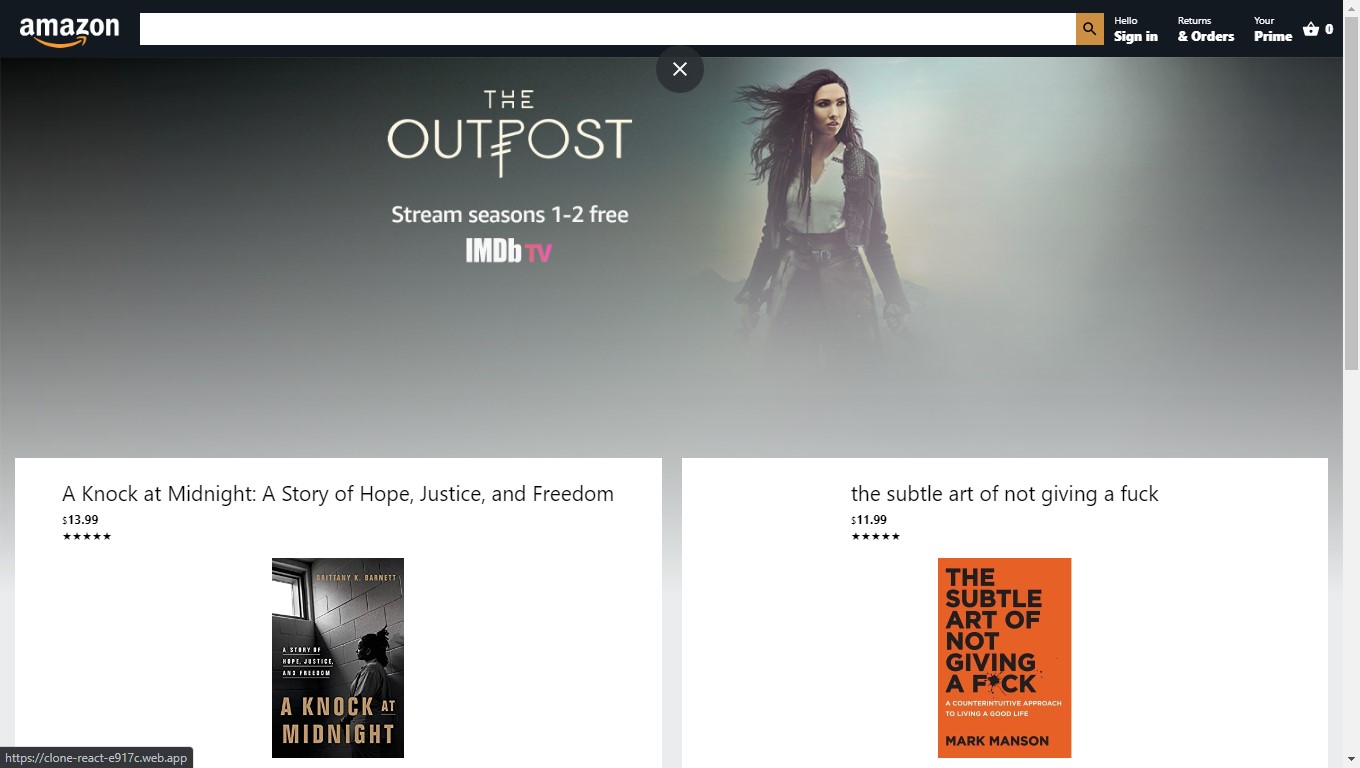 amazon
Hello
Sign in
Returns
& Orders
Your
Prime
0
THE
OUTPOST
Stream seasons 1-2 free
IMDb TV
A Knock at Midnight: A Story of Hope, Justice, and Freedom
$13.99
★★★★★
BRITTANY K. BARNETT
A STORY OF
HOPE, JUSTICE,
AND FREEDOM
A KNOCK AT
MIDNIGHT
the subtle art of not giving a fuck
$11.99
★★★★★
THE
SUBTLE
ART OF
NOT
GIVING
A F*CK
A COUNTERINTUITIVE APPROACH
TO LIVING A GOOD LIFE
MARK MANSON
https://clone-react-e917c.web.app